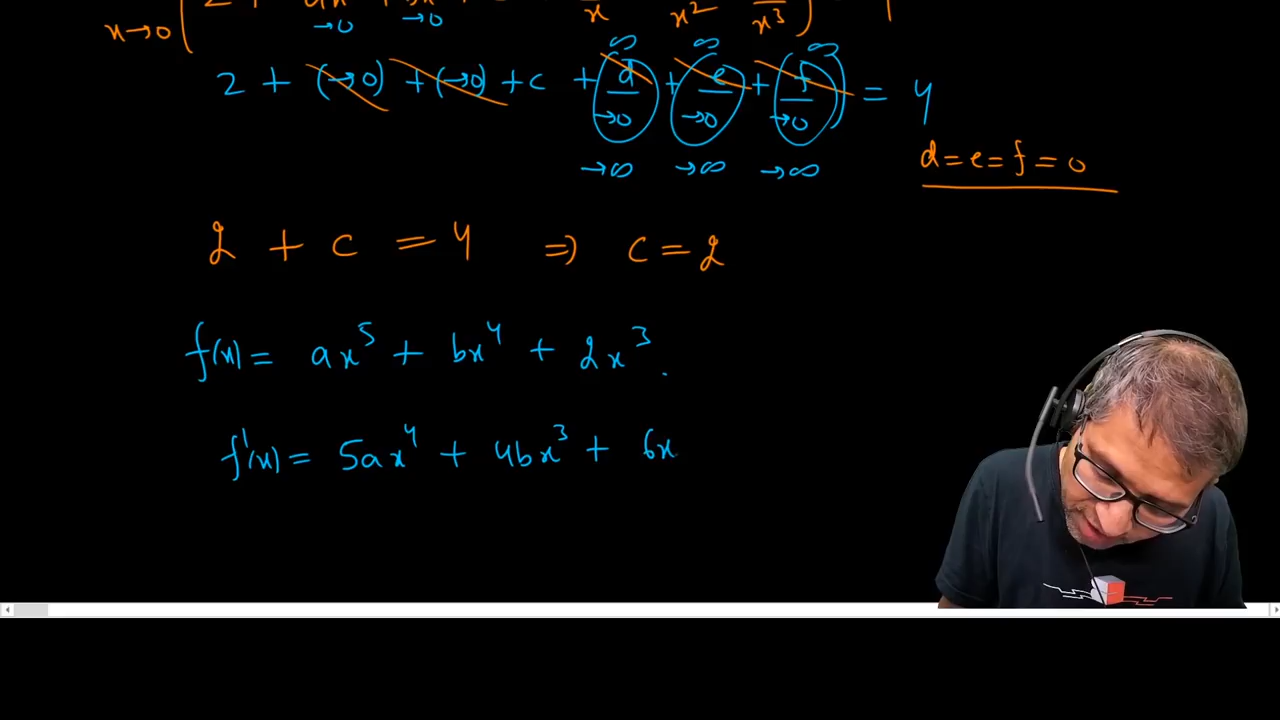 x→0 ( x x² x³ )
→0 →0 ∞ ∞ ∞
2 + (→0) + (→0) + c + d/→0 + e/→0 + f/→0 ) = 4
→∞ →∞ →∞
d = e = f = 0
2 + c = 4 ⇒ c = 2
f(x) = ax⁵ + bx⁴ + 2x³.
f'(x) = 5ax⁴ + 4bx³ + 6x